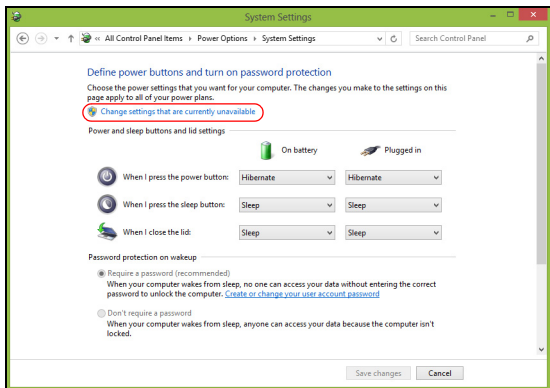 System Settings
« All Control Panel Items ▸ Power Options ▸ System Settings
Search Control Panel
Define power buttons and turn on password protection
Choose the power settings that you want for your computer. The changes you make to the settings on this
page apply to all of your power plans.
Change settings that are currently unavailable
Power and sleep buttons and lid settings
On battery Plugged in
When I press the power button: Hibernate Hibernate
When I press the sleep button: Sleep Sleep
When I close the lid: Sleep Sleep
Password protection on wakeup
Require a password (recommended)
When your computer wakes from sleep, no one can access your data without entering the correct
password to unlock the computer. Create or change your user account password
Don't require a password
When your computer wakes from sleep, anyone can access your data because the computer isn't
locked.
Save changes Cancel